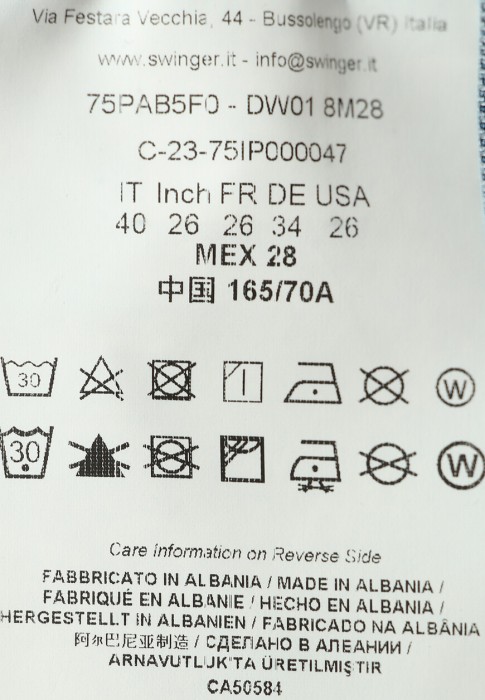 Via Festara Vecchia, 44 - Bussolengo (VR) Italia
www.swinger.it - info@swinger.it
75PAB5F0 - DW01 8M28
C-23-75IP000047
IT Inch FR DE USA
40 26 26 34 26
MEX 28
中国 165/70A
30 W
30 W
Care Information on Reverse Side
FABBRICATO IN ALBANIA / MADE IN ALBANIA /
FABRIQUÉ EN ALBANIE / HECHO EN ALBANIA /
HERGESTELLT IN ALBANIEN / FABRICADO NA ALBÂNIA
阿尔巴尼亚制造 / СДЕЛАНО В АЛЕАНИИ /
ARNAVUTLUK'TA ÜRETILMIŞTIR
CA50584